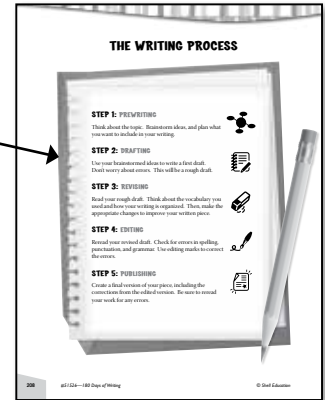 THE WRITING PROCESS
STEP 1: PREWRITING
Think about the topic. Brainstorm ideas, and plan what
you want to include in your writing.
STEP 2: DRAFTING
Use your brainstormed ideas to write a first draft.
Don't worry about errors. This will be a rough draft.
STEP 3: REVISING
Read your rough draft. Think about the vocabulary you
used and how your writing is organized. Then, make the
appropriate changes to improve your written piece.
STEP 4: EDITING
Reread your revised draft. Check for errors in spelling,
punctuation, and grammar. Use editing marks to correct
the errors.
STEP 5: PUBLISHING
Create a final version of your piece, including the
corrections from the edited version. Be sure to reread
your work for any errors.
208 #51526—180 Days of Writing © Shell Education